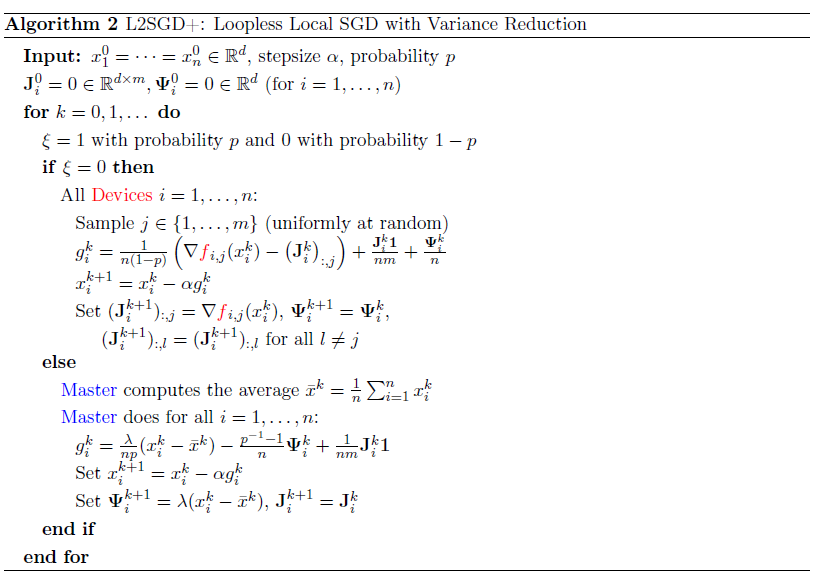 Algorithm 2 L2SGD+: Loopless Local SGD with Variance Reduction
Input: $x_1^0 = \cdots = x_n^0 \in \mathbb{R}^d$, stepsize $\alpha$, probability $p$
$\mathbf{J}_i^0 = 0 \in \mathbb{R}^{d \times m}, \mathbf{\Psi}_i^0 = 0 \in \mathbb{R}^d$ (for $i = 1, \ldots, n$)
for $k = 0, 1, \ldots$ do
$\xi = 1$ with probability $p$ and $0$ with probability $1 - p$
if $\xi = 0$ then
All Devices $i = 1, \ldots, n$:
Sample $j \in \{1, \ldots, m\}$ (uniformly at random)
$g_i^k = \frac{1}{n(1-p)} \left( \nabla f_{i,j}(x_i^k) - \left(\mathbf{J}_i^k\right)_{:,j} \right) + \frac{\mathbf{J}_i^k \mathbf{1}}{nm} + \frac{\mathbf{\Psi}_i^k}{n}$
$x_i^{k+1} = x_i^k - \alpha g_i^k$
Set $(\mathbf{J}_i^{k+1})_{:,j} = \nabla f_{i,j}(x_i^k)$, $\mathbf{\Psi}_i^{k+1} = \mathbf{\Psi}_i^k$,
$(\mathbf{J}_i^{k+1})_{:,l} = (\mathbf{J}_i^{k+1})_{:,l}$ for all $l \neq j$
else
Master computes the average $\bar{x}^k = \frac{1}{n} \sum_{i=1}^n x_i^k$
Master does for all $i = 1, \ldots, n$:
$g_i^k = \frac{\lambda}{np}(x_i^k - \bar{x}^k) - \frac{p^{-1}-1}{n} \mathbf{\Psi}_i^k + \frac{1}{nm} \mathbf{J}_i^k \mathbf{1}$
Set $x_i^{k+1} = x_i^k - \alpha g_i^k$
Set $\mathbf{\Psi}_i^{k+1} = \lambda(x_i^k - \bar{x}^k)$, $\mathbf{J}_i^{k+1} = \mathbf{J}_i^k$
end if
end for